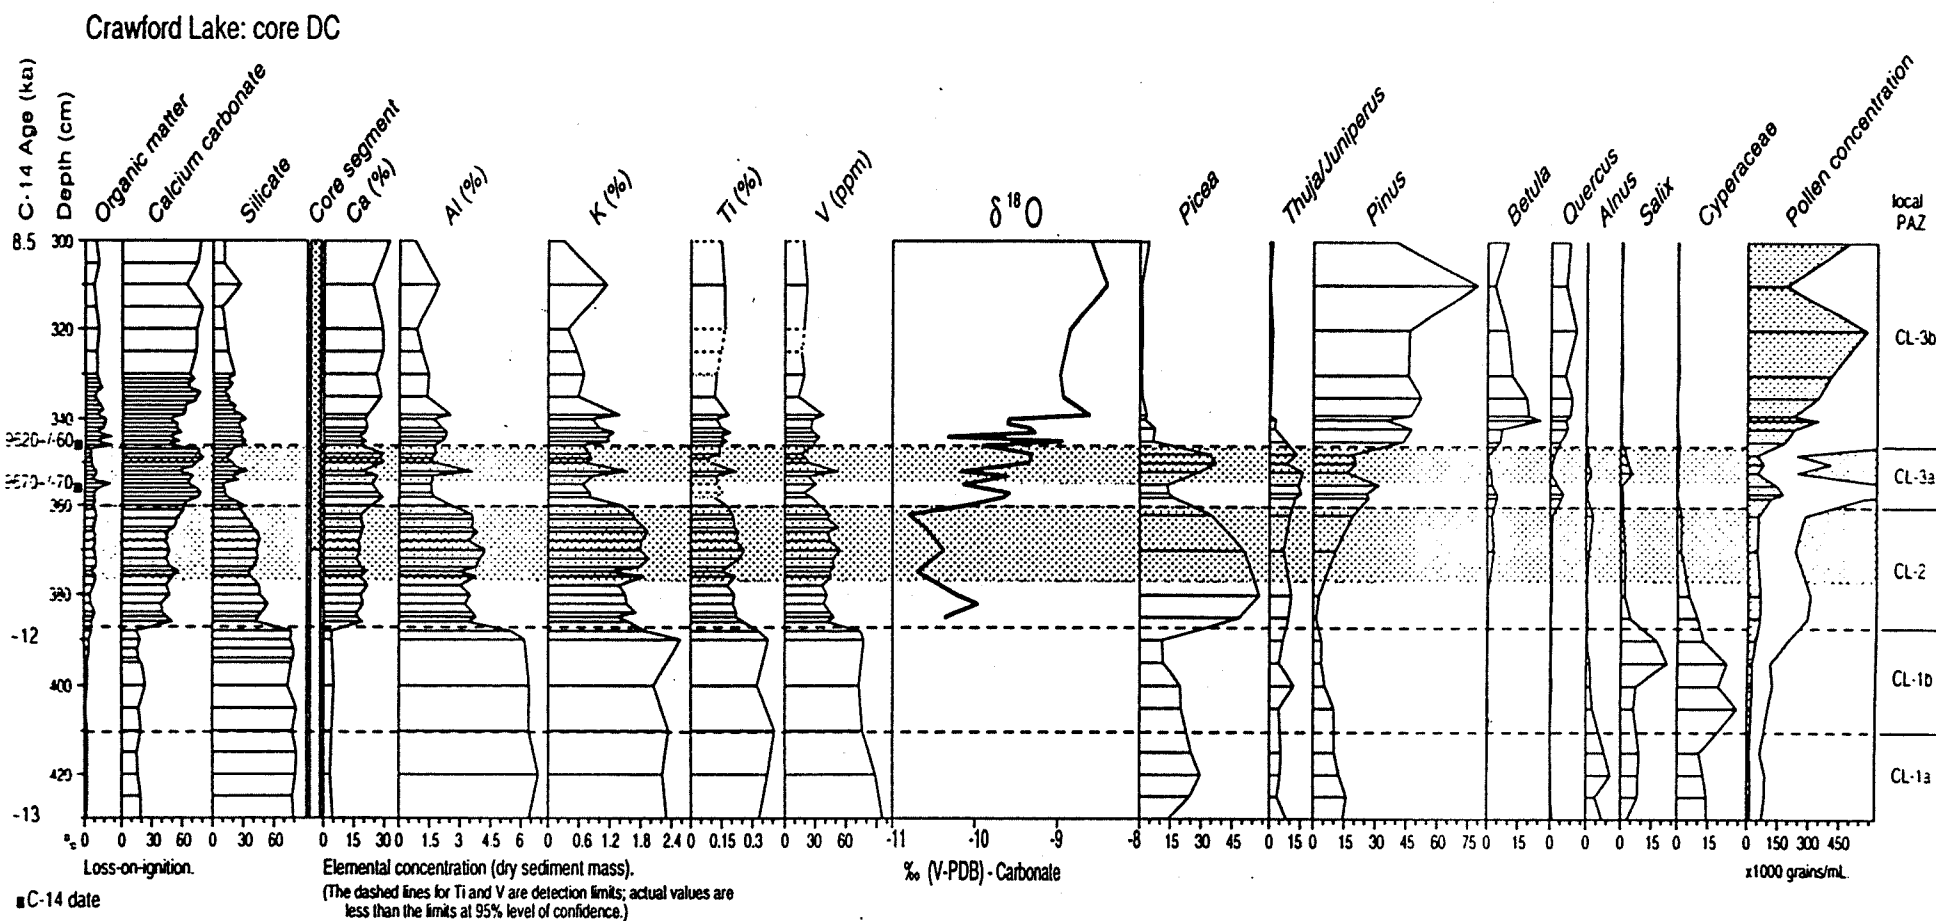 Crawford Lake: core DC
C-14 Age (ka)
Depth (cm)
Organic matter
Calcium carbonate
Silicate
Core segment
Ca (%)
Al (%)
K (%)
Ti (%)
V (ppm)
δ ¹⁸O
Picea
Thuja/Juniperus
Pinus
Betula
Quercus
Alnus
Salix
Cyperaceae
Pollen concentration
local
PAZ
8.5 300
320
340
360
380
-12
400
420
-13
CL-3b
CL-3a
CL-2
CL-1b
CL-1a
0 0 30 60 0 30 60 0 15 30 0 1.5 3 4.5 6 0 0.6 1.2 1.8 2.4 0 0.15 0.3 0 30 60 -11 -10 -9 -8 15 30 45 0 15 0 15 30 45 60 75 0 15 0 0 0 0 15 0 150 300 450
Loss-on-ignition.
Elemental concentration (dry sediment mass).
(The dashed lines for Ti and V are detection limits; actual values are
less than the limits at 95% level of confidence.)
‰ (V-PDB) - Carbonate
x1000 grains/mL
■C-14 date